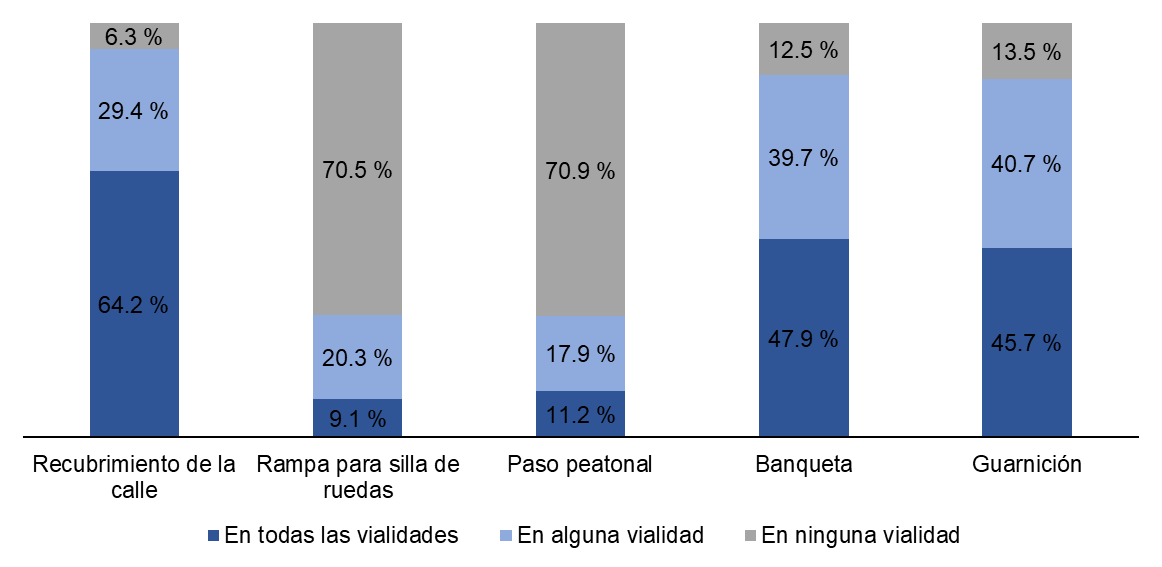 6.3 %
29.4 %
64.2 %
70.5 %
20.3 %
9.1 %
70.9 %
17.9 %
11.2 %
12.5 %
39.7 %
47.9 %
13.5 %
40.7 %
45.7 %
Recubrimiento de la
calle
Rampa para silla de
ruedas
Paso peatonal
Banqueta
Guarnición
En todas las vialidades
En alguna vialidad
En ninguna vialidad